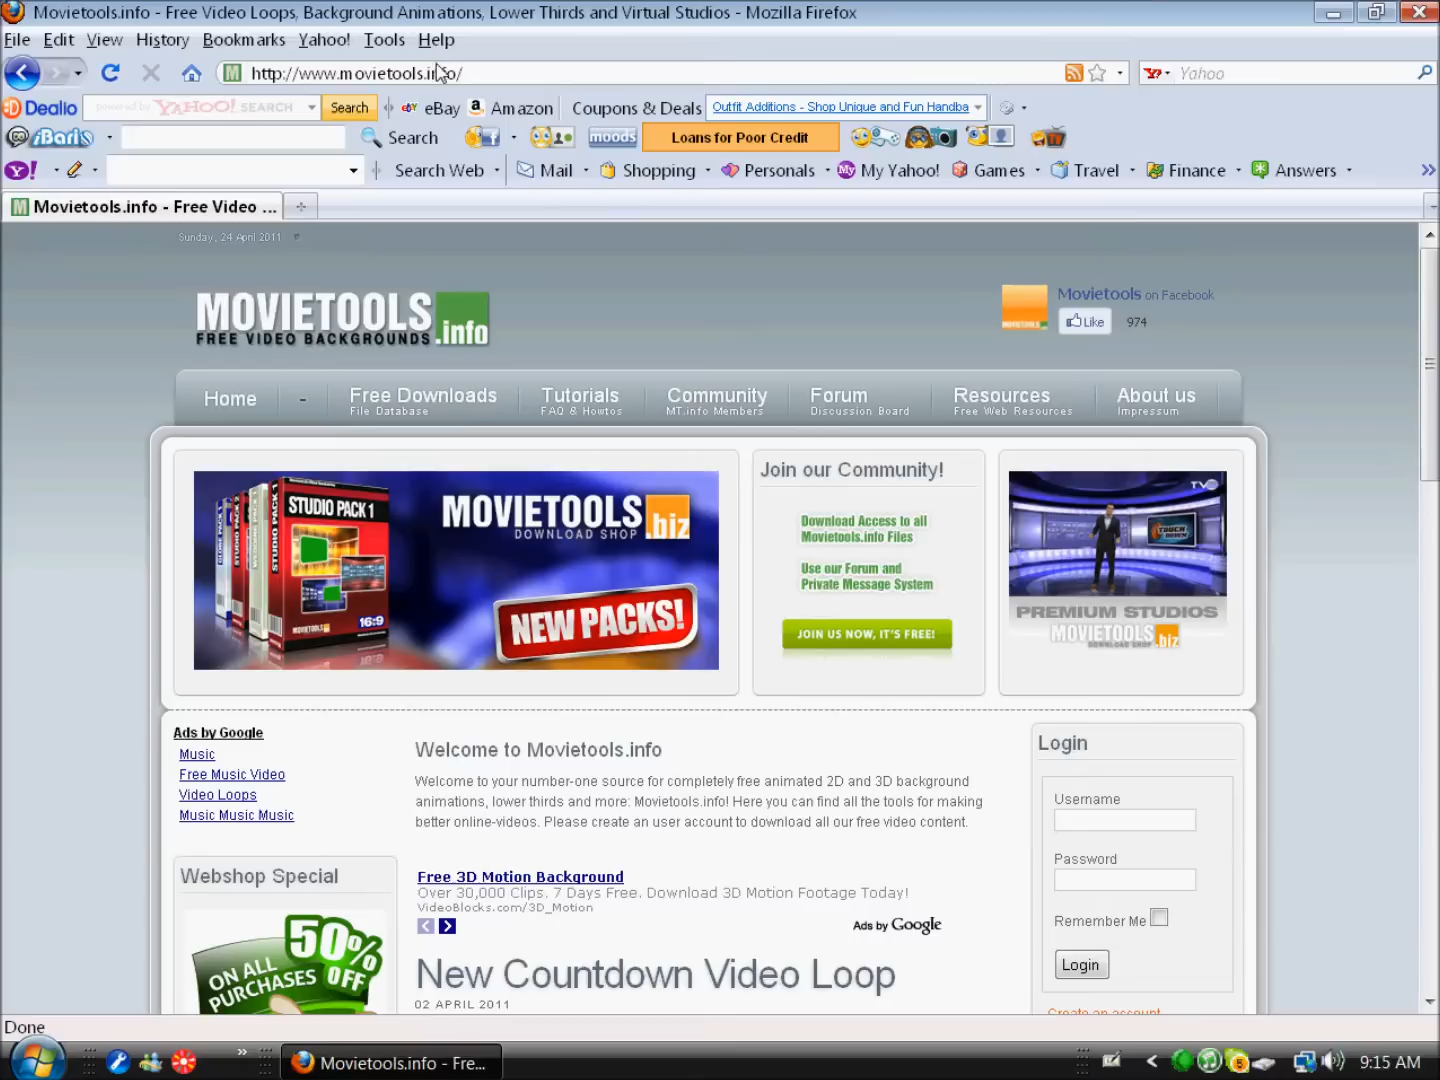 Movietools.info - Free Video Loops, Background Animations, Lower Thirds and Virtual Studios - Mozilla Firefox
File Edit View History Bookmarks Yahoo! Tools Help
http://www.movietools.info/
Yahoo
Dealio powered by YAHOO! SEARCH Search eBay Amazon Coupons & Deals Outfit Additions - Shop Unique and Fun Handba
iBaris Search moods Loans for Poor Credit
Y! Search Web Mail Shopping Personals My Yahoo! Games Travel Finance Answers
Movietools.info - Free Video ...
Sunday, 24 April 2011
MOVIETOOLS.info
FREE VIDEO BACKGROUNDS
Movietools on Facebook
Like 974
Home - Free Downloads Tutorials Community Forum Resources About us
File Database FAQ & Howtos MT.info Members Discussion Board Free Web Resources Impressum
STUDIO PACK 1
16:9
MOVIETOOLS.biz
DOWNLOAD SHOP
NEW PACKS!
Join our Community!
Download Access to all
Movietools.info Files
Use our Forum and
Private Message System
JOIN US NOW, IT'S FREE!
TOUCH DOWN
PREMIUM STUDIOS
MOVIETOOLS.biz
DOWNLOAD SHOP
Ads by Google
Music
Free Music Video
Video Loops
Music Music Music
Webshop Special
50% OFF
ON ALL
PURCHASES
Welcome to Movietools.info
Welcome to your number-one source for completely free animated 2D and 3D background
animations, lower thirds and more: Movietools.info! Here you can find all the tools for making
better online-videos. Please create an user account to download all our free video content.
Free 3D Motion Background
Over 30,000 Clips. 7 Days Free. Download 3D Motion Footage Today!
VideoBlocks.com/3D_Motion
Ads by Google
New Countdown Video Loop
02 APRIL 2011
Login
Username
Password
Remember Me
Login
Create an account
Done
Movietools.info - Fre...
9:15 AM